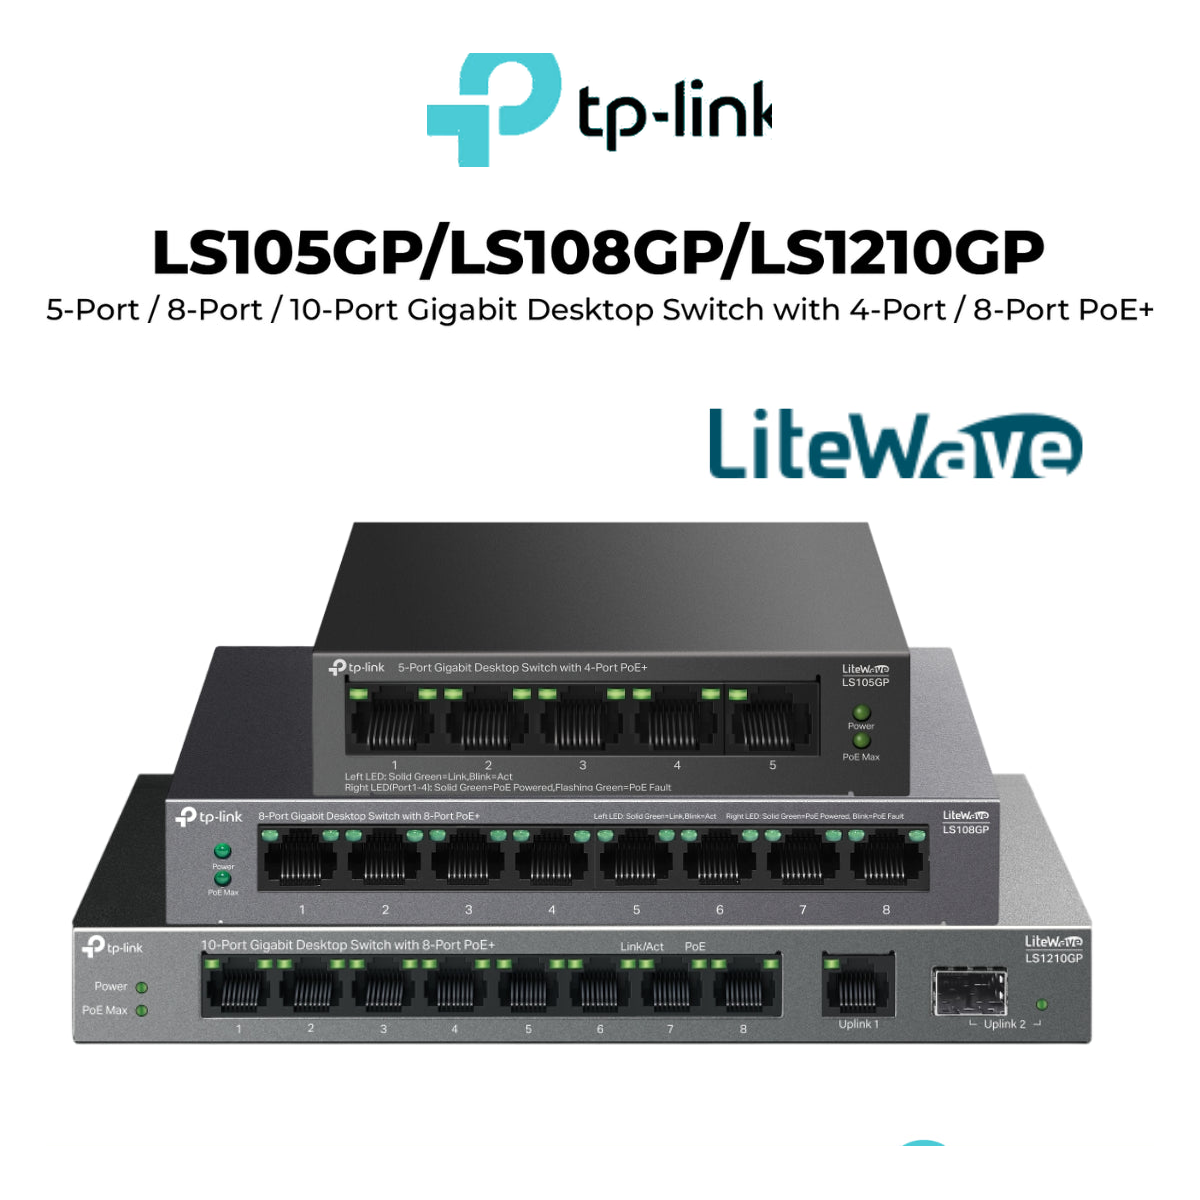 tp-link
LS105GP/LS108GP/LS1210GP
5-Port / 8-Port / 10-Port Gigabit Desktop Switch with 4-Port / 8-Port PoE+
LiteWave
tp-link 5-Port Gigabit Desktop Switch with 4-Port PoE+ LiteWave
LS105GP
Power
PoE Max
1 2 3 4 5
Left LED: Solid Green=Link,Blink=Act
Right LED(Port1-4): Solid Green=PoE Powered,Flashing Green=PoE Fault
tp-link 8-Port Gigabit Desktop Switch with 8-Port PoE+ Left LED: Solid Green=Link,Blink=Act Right LED: Solid Green=PoE Powered, Blink=PoE Fault LiteWave
LS108GP
Power
PoE Max
1 2 3 4 5 6 7 8
tp-link 10-Port Gigabit Desktop Switch with 8-Port PoE+ Link/Act PoE LiteWave
LS1210GP
Power
PoE Max
1 2 3 4 5 6 7 8 Uplink 1 Uplink 2